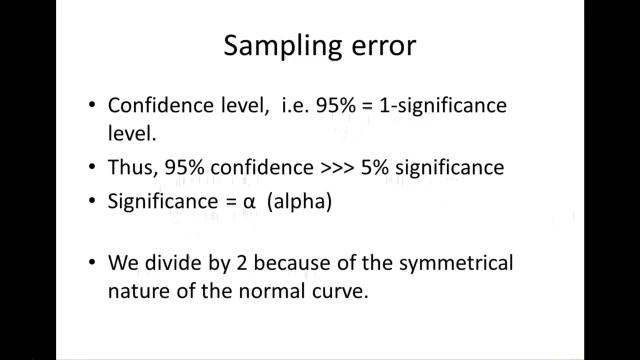 Sampling error
• Confidence level,  i.e. 95% = 1-significance
level.
• Thus, 95% confidence >>> 5% significance
• Significance = α  (alpha)
• We divide by 2 because of the symmetrical
nature of the normal curve.